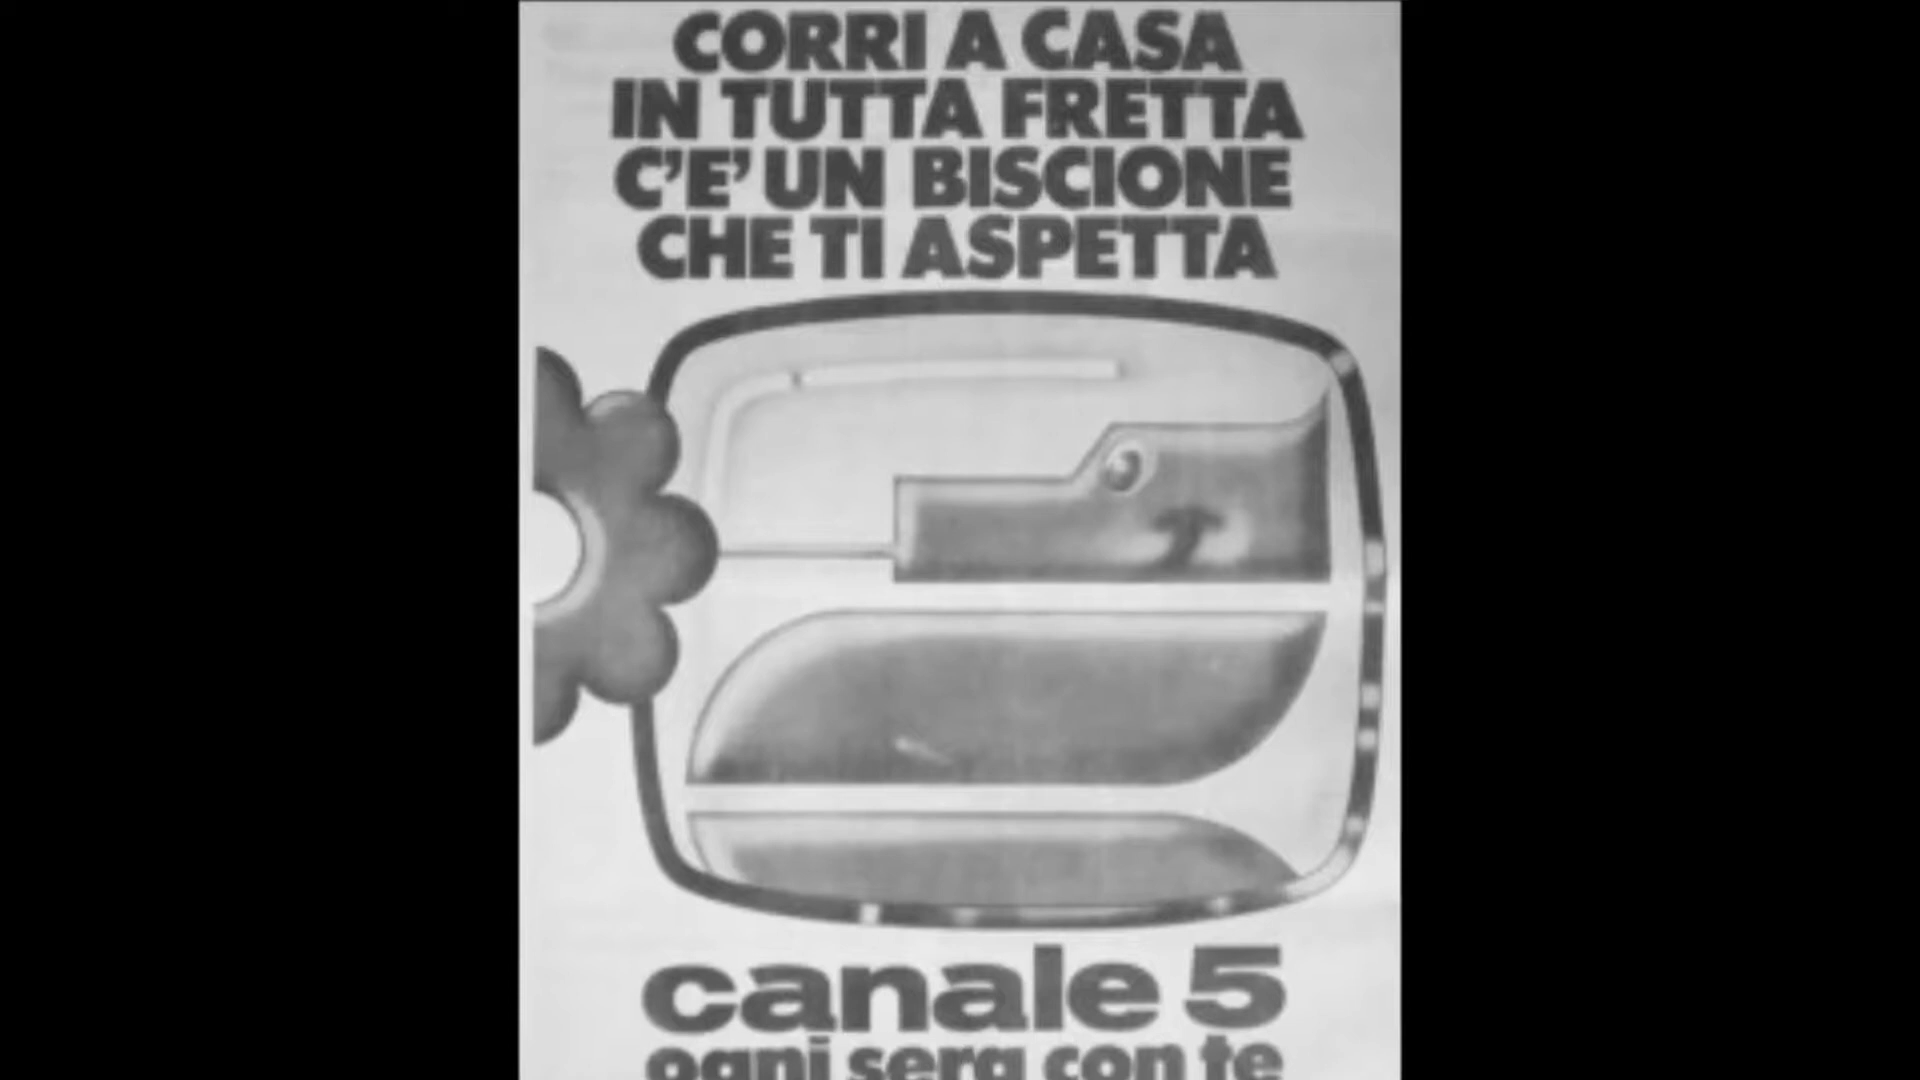 CORRI A CASA
IN TUTTA FRETTA
C'E' UN BISCIONE
CHE TI ASPETTA
canale 5
ogni sera con te